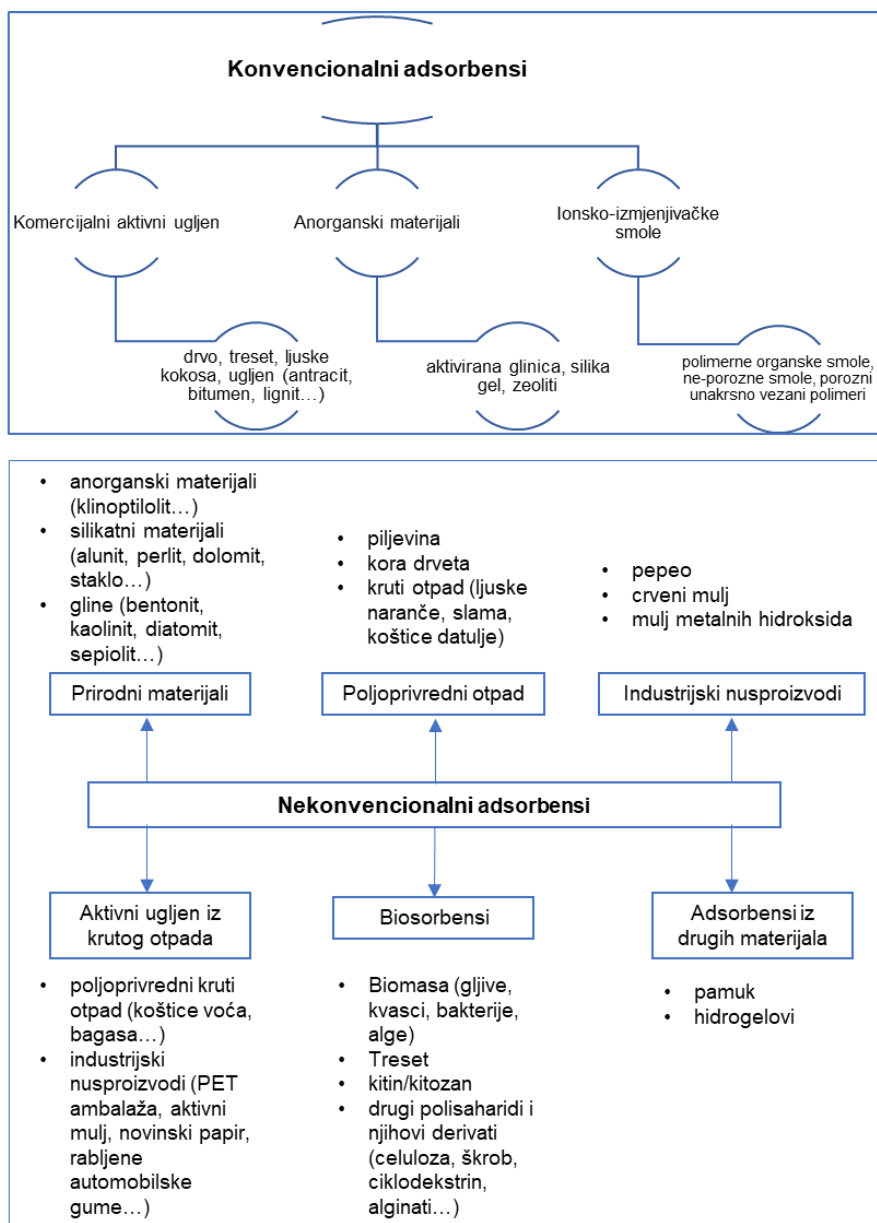 Konvencionalni adsorbensi
Komercijalni aktivni ugljen
Anorganski materijali
Ionsko-izmjenjivačke
smole
drvo, treset, ljuske
kokosa, ugljen (antracit,
bitumen, lignit…)
aktivirana glinica, silika
gel, zeoliti
polimerne organske smole,
ne-porozne smole, porozni
unakrsno vezani polimeri
• anorganski materijali
(klinoptilolit…)
• silikatni materijali
(alunit, perlit, dolomit,
staklo…)
• gline (bentonit,
kaolinit, diatomit,
sepiolit…)
• piljevina
• kora drveta
• kruti otpad (ljuske
naranče, slama,
koštice datulje)
• pepeo
• crveni mulj
• mulj metalnih hidroksida
Prirodni materijali
Poljoprivredni otpad
Industrijski nusproizvodi
Nekonvencionalni adsorbensi
Aktivni ugljen iz
krutog otpada
Biosorbensi
Adsorbensi iz
drugih materijala
• poljoprivredni kruti
otpad (koštice voća,
bagasa…)
• industrijski
nusproizvodi (PET
ambalaža, aktivni
mulj, novinski papir,
rabljene
automobilske
gume…)
• Biomasa (gljive,
kvasci, bakterije,
alge)
• Treset
• kitin/kitozan
• drugi polisaharidi i
njihovi derivati
(celuloza, škrob,
ciklodekstrin,
alginati…)
• pamuk
• hidrogelovi